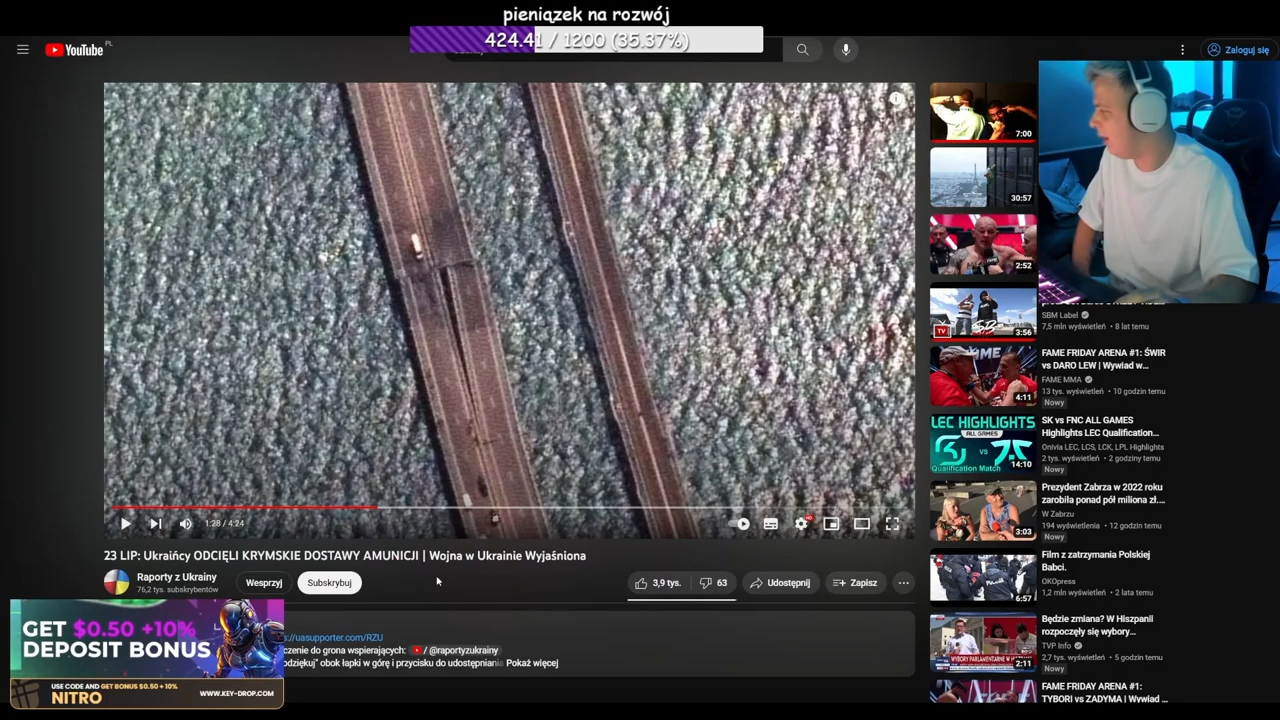 pieniązek na rozwój
424.41 / 1200 (35.37%)
YouTube PL
Zaloguj się
7:00
30:57
2:52
3:56
TV
SBM Label
7,5 mln wyświetleń • 8 lat temu
4:11
FAME FRIDAY ARENA #1: ŚWIR
vs DARO LEW | Wywiad w...
FAME MMA
13 tys. wyświetleń • 10 godzin temu
Nowy
LEC HIGHLIGHTS
ALL GAMES
VS
Qualification Match
14:10
SK vs FNC ALL GAMES
Highlights LEC Qualification...
Onivia LEC, LCS, LCK, LPL Highlights
2 tys. wyświetleń • 2 godziny temu
Nowy
3:03
Prezydent Zabrza w 2022 roku
zarobiła ponad pół miliona zł....
W Zabrzu
194 wyświetlenia • 12 godzin temu
Nowy
6:57
Film z zatrzymania Polskiej
Babci.
OKOpress
1,2 mln wyświetleń • 2 lata temu
2:11
Będzie zmiana? W Hiszpanii
rozpoczęły się wybory...
TVP Info
2,7 tys. wyświetleń • 5 godzin temu
Nowy
FAME FRIDAY ARENA #1:
TYBORI vs ZADYMA | Wywiad ...
1:28 / 4:24
23 LIP: Ukraińcy ODCIĘLI KRYMSKIE DOSTAWY AMUNICJI | Wojna w Ukrainie Wyjaśniona
Raporty z Ukrainy
76,2 tys. subskrybentów
Wesprzyj
Subskrybuj
3,9 tys.
63
Udostępnij
Zapisz
s://uasupporter.com/RZU
czenie do grona wspierających: / @raportyzukrainy
odziękuj" obok łapki w górę i przycisku do udostępniania Pokaż więcej
GET $0.50 +10%
DEPOSIT BONUS
USE CODE AND GET BONUS $0.50 + 10%
NITRO
WWW.KEY-DROP.COM